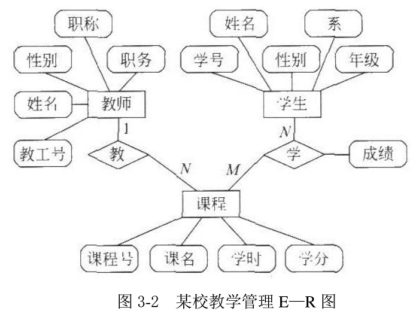 职称
姓名
系
性别
职务
学号
性别
年级
姓名
教师
学生
教工号
1
教
N
N
M
学
成绩
课程
课程号
课名
学时
学分
图 3-2 某校教学管理 E—R 图